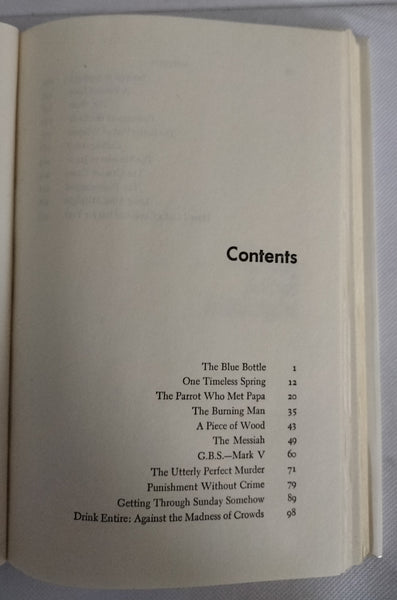 Contents
The Blue Bottle 1
One Timeless Spring 12
The Parrot Who Met Papa 20
The Burning Man 35
A Piece of Wood 43
The Messiah 49
G.B.S.—Mark V 60
The Utterly Perfect Murder 71
Punishment Without Crime 79
Getting Through Sunday Somehow 89
Drink Entire: Against the Madness of Crowds 98